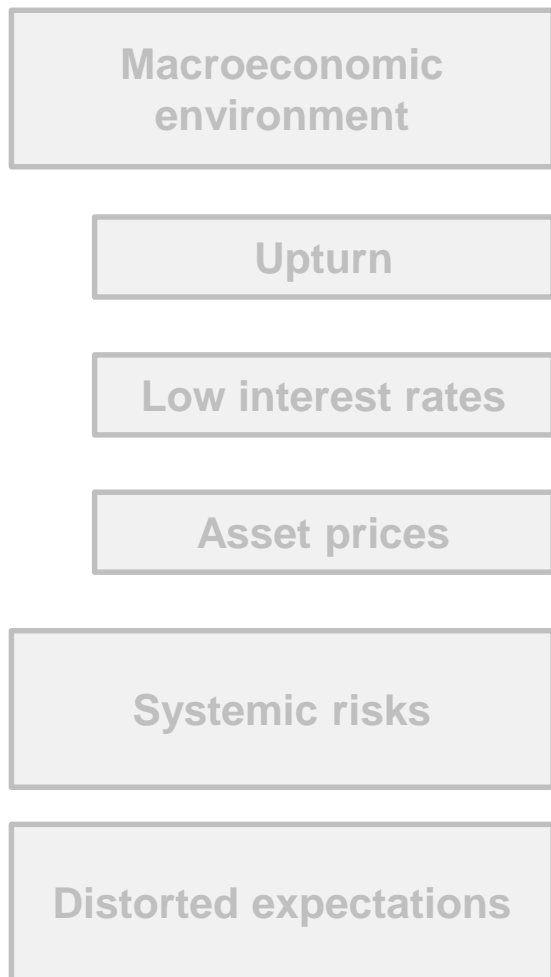 Macroeconomic
environment
Upturn
Low interest rates
Asset prices
Systemic risks
Distorted expectations